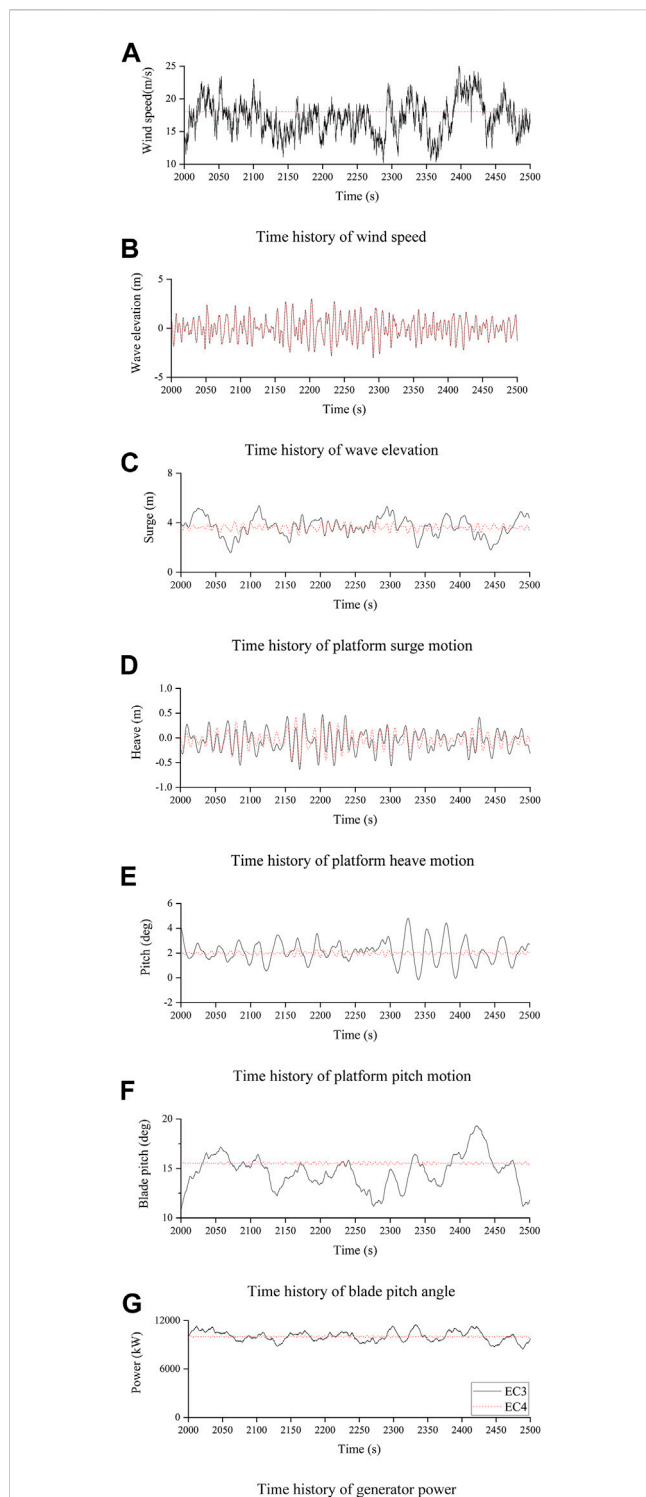 A
25
20
15
10
Wind speed(m/s)
2000 2050 2100 2150 2200 2250 2300 2350 2400 2450 2500
Time (s)
Time history of wind speed
B
5
0
-5
Wave elevation (m)
2000 2050 2100 2150 2200 2250 2300 2350 2400 2450 2500
Time (s)
Time history of wave elevation
C
8
4
0
Surge (m)
2000 2050 2100 2150 2200 2250 2300 2350 2400 2450 2500
Time (s)
Time history of platform surge motion
D
1.0
0.5
0.0
-0.5
-1.0
Heave (m)
2000 2050 2100 2150 2200 2250 2300 2350 2400 2450 2500
Time (s)
Time history of platform heave motion
E
6
4
2
0
-2
Pitch (deg)
2000 2050 2100 2150 2200 2250 2300 2350 2400 2450 2500
Time (s)
Time history of platform pitch motion
F
20
15
10
Blade pitch (deg)
2000 2050 2100 2150 2200 2250 2300 2350 2400 2450 2500
Time (s)
Time history of blade pitch angle
G
12000
6000
0
Power (kW)
EC3
EC4
2000 2050 2100 2150 2200 2250 2300 2350 2400 2450 2500
Time (s)
Time history of generator power